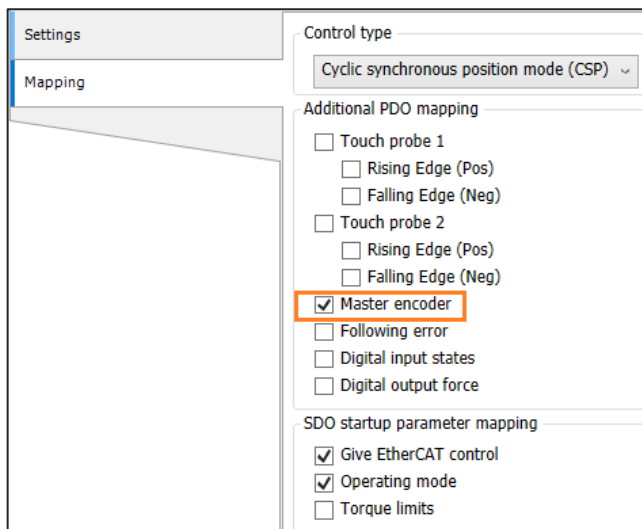 Settings
Mapping
Control type
Cyclic synchronous position mode (CSP)
Additional PDO mapping
Touch probe 1
Rising Edge (Pos)
Falling Edge (Neg)
Touch probe 2
Rising Edge (Pos)
Falling Edge (Neg)
Master encoder
Following error
Digital input states
Digital output force
SDO startup parameter mapping
Give EtherCAT control
Operating mode
Torque limits